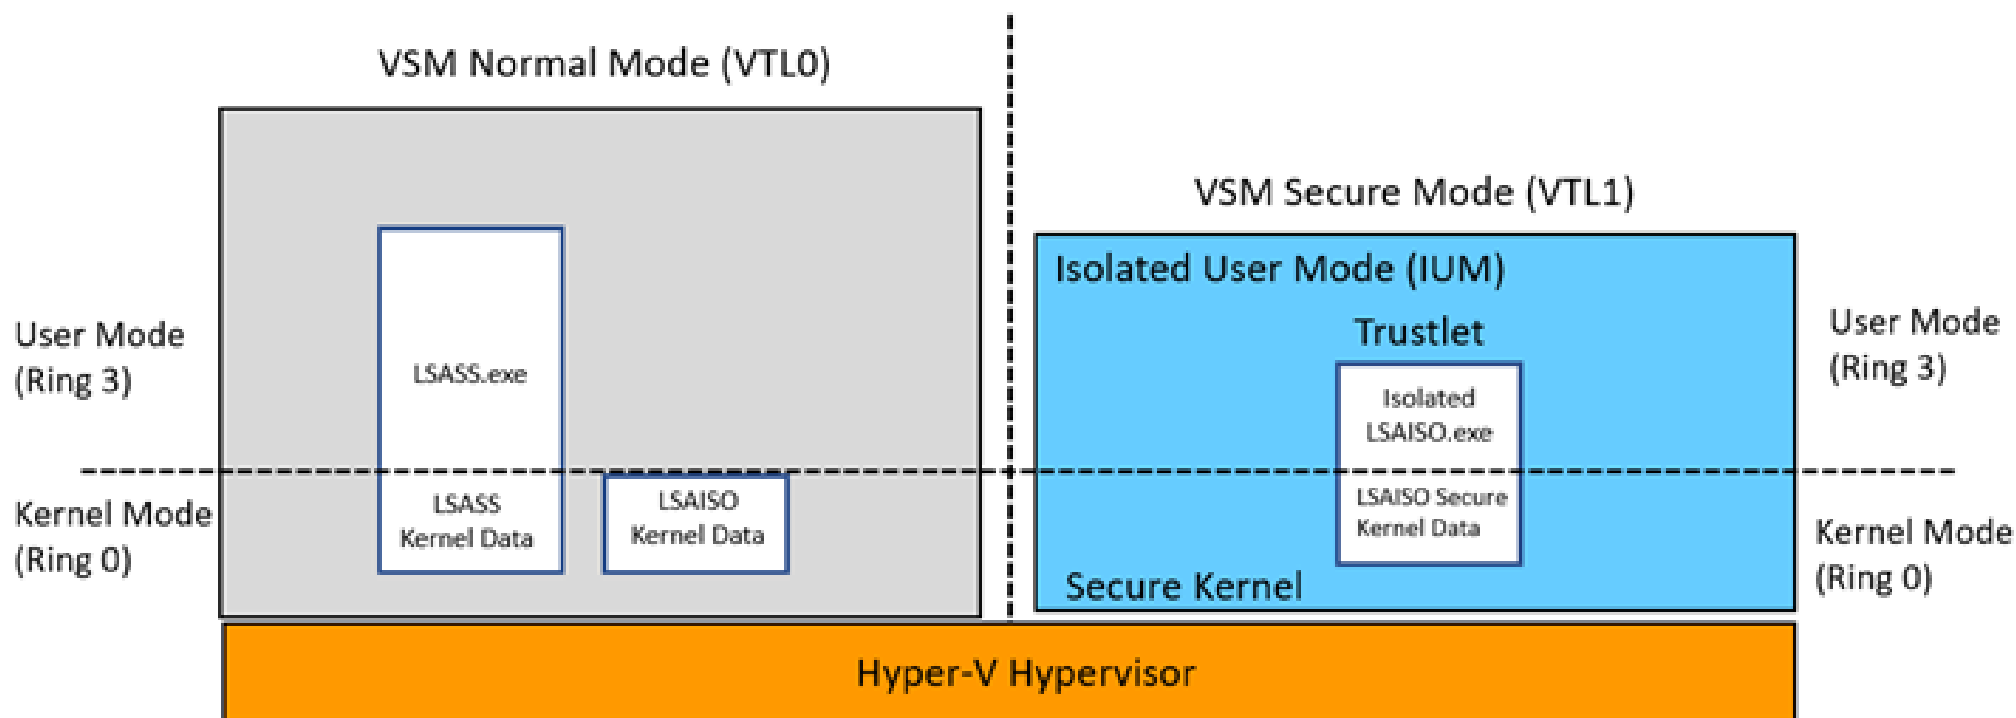 VSM Normal Mode (VTL0)
VSM Secure Mode (VTL1)
Isolated User Mode (IUM)
Trustlet
User Mode
(Ring 3)
LSASS.exe
Isolated
LSAISO.exe
User Mode
(Ring 3)
Kernel Mode
(Ring 0)
LSASS
Kernel Data
LSAISO
Kernel Data
LSAISO Secure
Kernel Data
Secure Kernel
Kernel Mode
(Ring 0)
Hyper-V Hypervisor